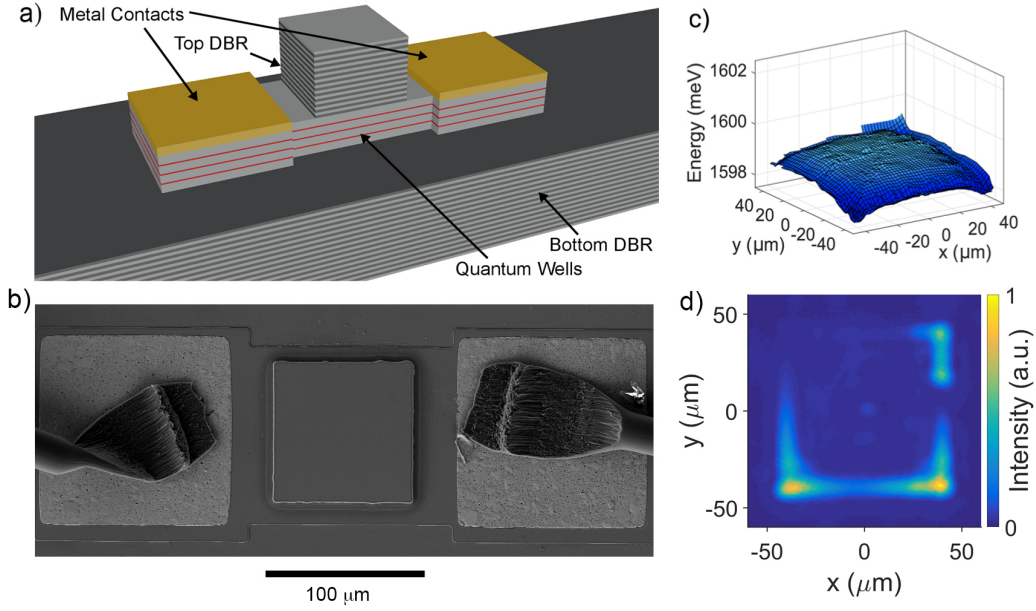 a)
Metal Contacts
Top DBR
Bottom DBR
Quantum Wells
b)
100 μm
c)
1602
1600
1598
Energy (meV)
40
20
0
-20
-40
y (μm)
-40
-20
0
20
40
x (μm)
d)
50
0
-50
y (μm)
-50
0
50
x (μm)
1
0
Intensity (a.u.)